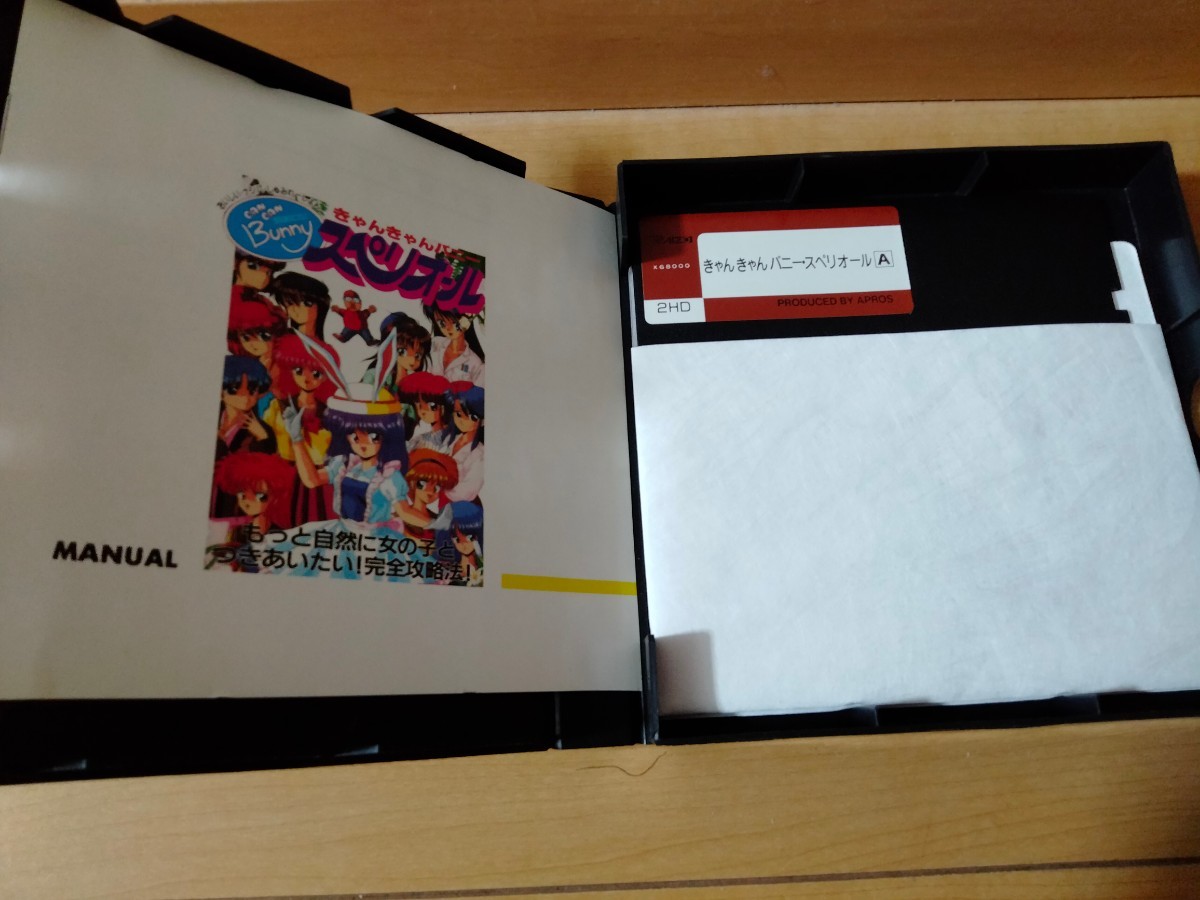 can can
Bunny
きゃんきゃんバ
スペリオール
もっと自然に女の子と
つきあいたい!完全攻略法!
MANUAL
X68000
きゃんきゃんバニー・スペリオール A
2HD
PRODUCED BY APROS